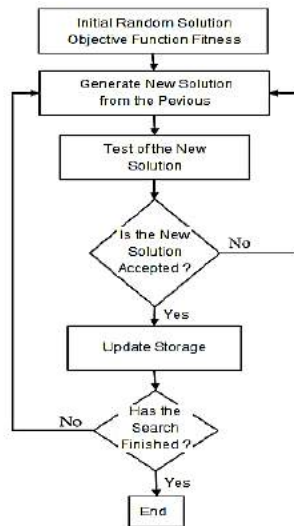 Initial Random Solution
Objective Function Fitness
Generate New Solution
from the Pevious
Test of the New
Solution
Is the New
Solution
Accepted ?
No
Yes
Update Storage
Has the
Search
Finished ?
No
Yes
End